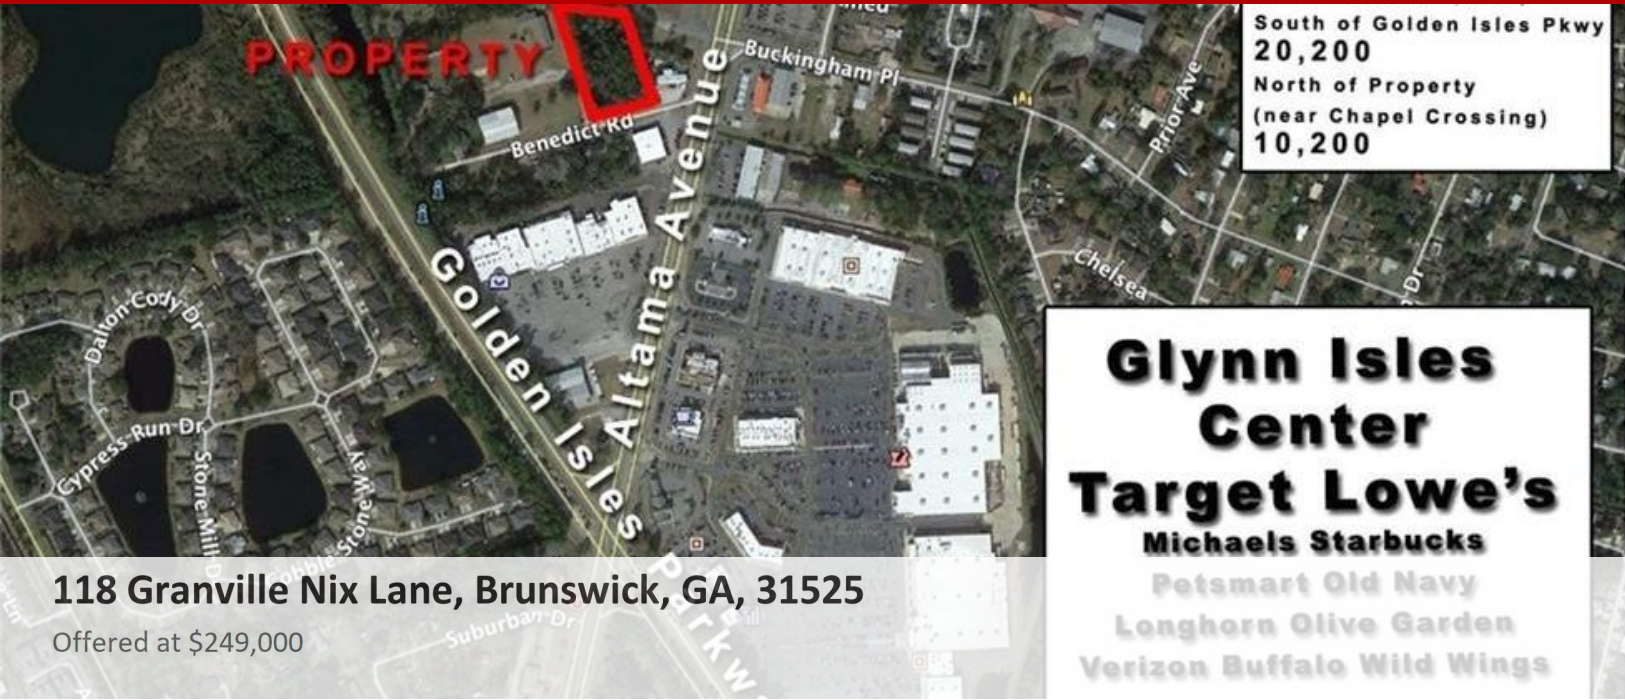 South of Golden Isles Pkwy
20,200
North of Property
(near Chapel Crossing)
10,200
PROPERTY
Buckingham Pl
Benedict Rd
Prior Ave
Altama Avenue
Golden Isles
Chelsea
Dr
Dalton Cody Dr
Cypress Run Dr
Stone Mill D
Cobble Stone Way
Suburban Dr
Glynn Isles
Center
Target Lowe's
Michaels Starbucks
Petsmart Old Navy
Longhorn Olive Garden
Verizon Buffalo Wild Wings
118 Granville Nix Lane, Brunswick, GA, 31525
Offered at $249,000